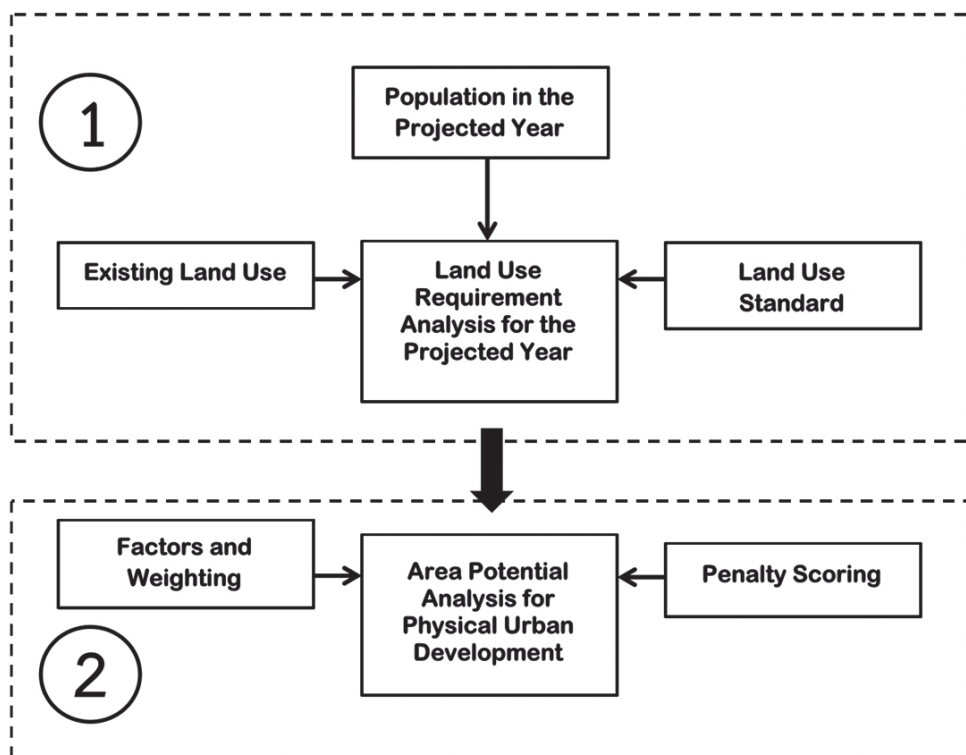 1
Population in the
Projected Year
Existing Land Use
Land Use
Requirement
Analysis for the
Projected Year
Land Use
Standard
Factors and
Weighting
Area Potential
Analysis for
Physical Urban
Development
Penalty Scoring
2